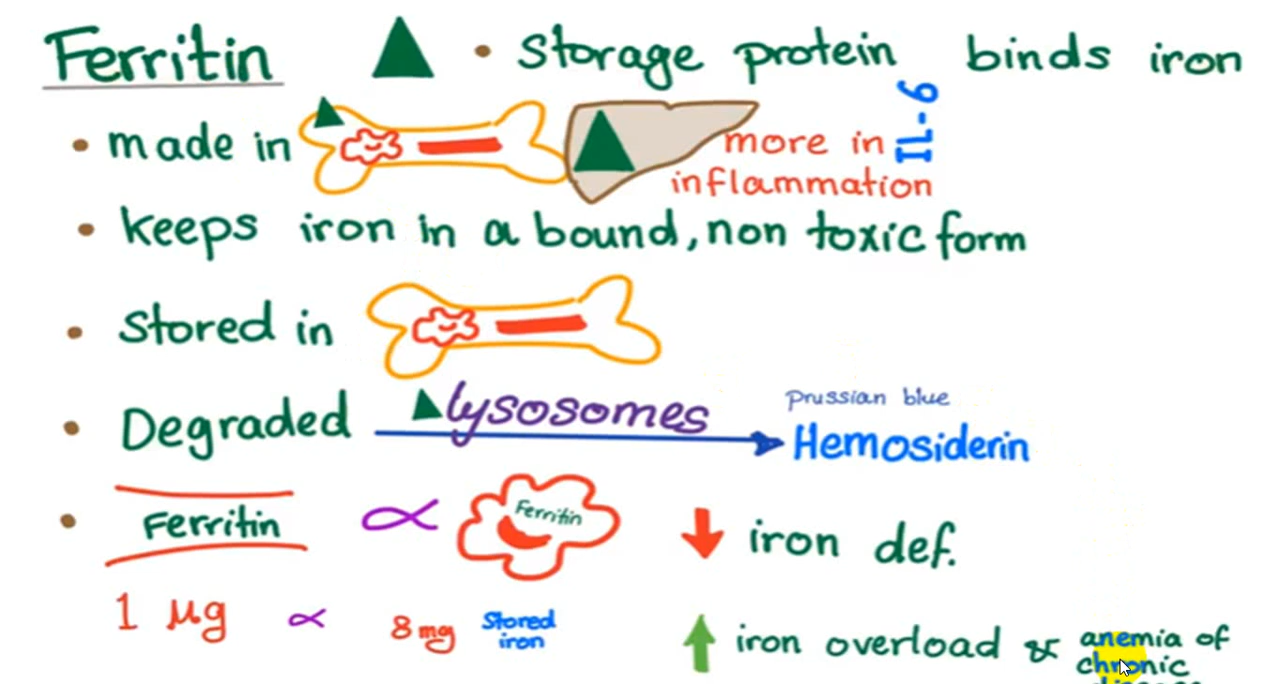 Ferritin • Storage protein binds iron
• made in more in IL-6
inflammation
• keeps iron in a bound, non toxic form
• Stored in
• Degraded lysosomes prussian blue
Hemosiderin
• Ferritin ∝ Ferritin ↓ iron def.
1 μg ∝ 8mg Stored iron
↑ iron overload & anemia of
chronic